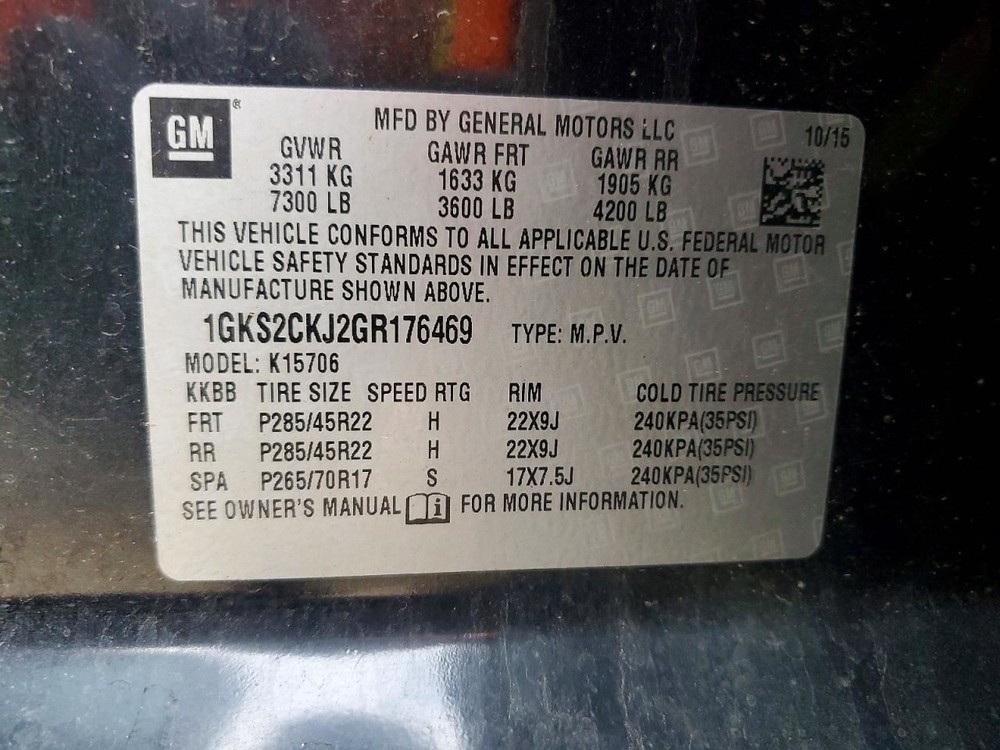 GM®
MFD BY GENERAL MOTORS LLC 10/15
GVWR GAWR FRT GAWR RR
3311 KG 1633 KG 1905 KG
7300 LB 3600 LB 4200 LB
THIS VEHICLE CONFORMS TO ALL APPLICABLE U.S. FEDERAL MOTOR
VEHICLE SAFETY STANDARDS IN EFFECT ON THE DATE OF
MANUFACTURE SHOWN ABOVE.
1GKS2CKJ2GR176469 TYPE: M.P.V.
MODEL: K15706
KKBB TIRE SIZE SPEED RTG RIM COLD TIRE PRESSURE
FRT P285/45R22 H 22X9J 240KPA(35PSI)
RR P285/45R22 H 22X9J 240KPA(35PSI)
SPA P265/70R17 S 17X7.5J 240KPA(35PSI)
SEE OWNER'S MANUAL i FOR MORE INFORMATION.